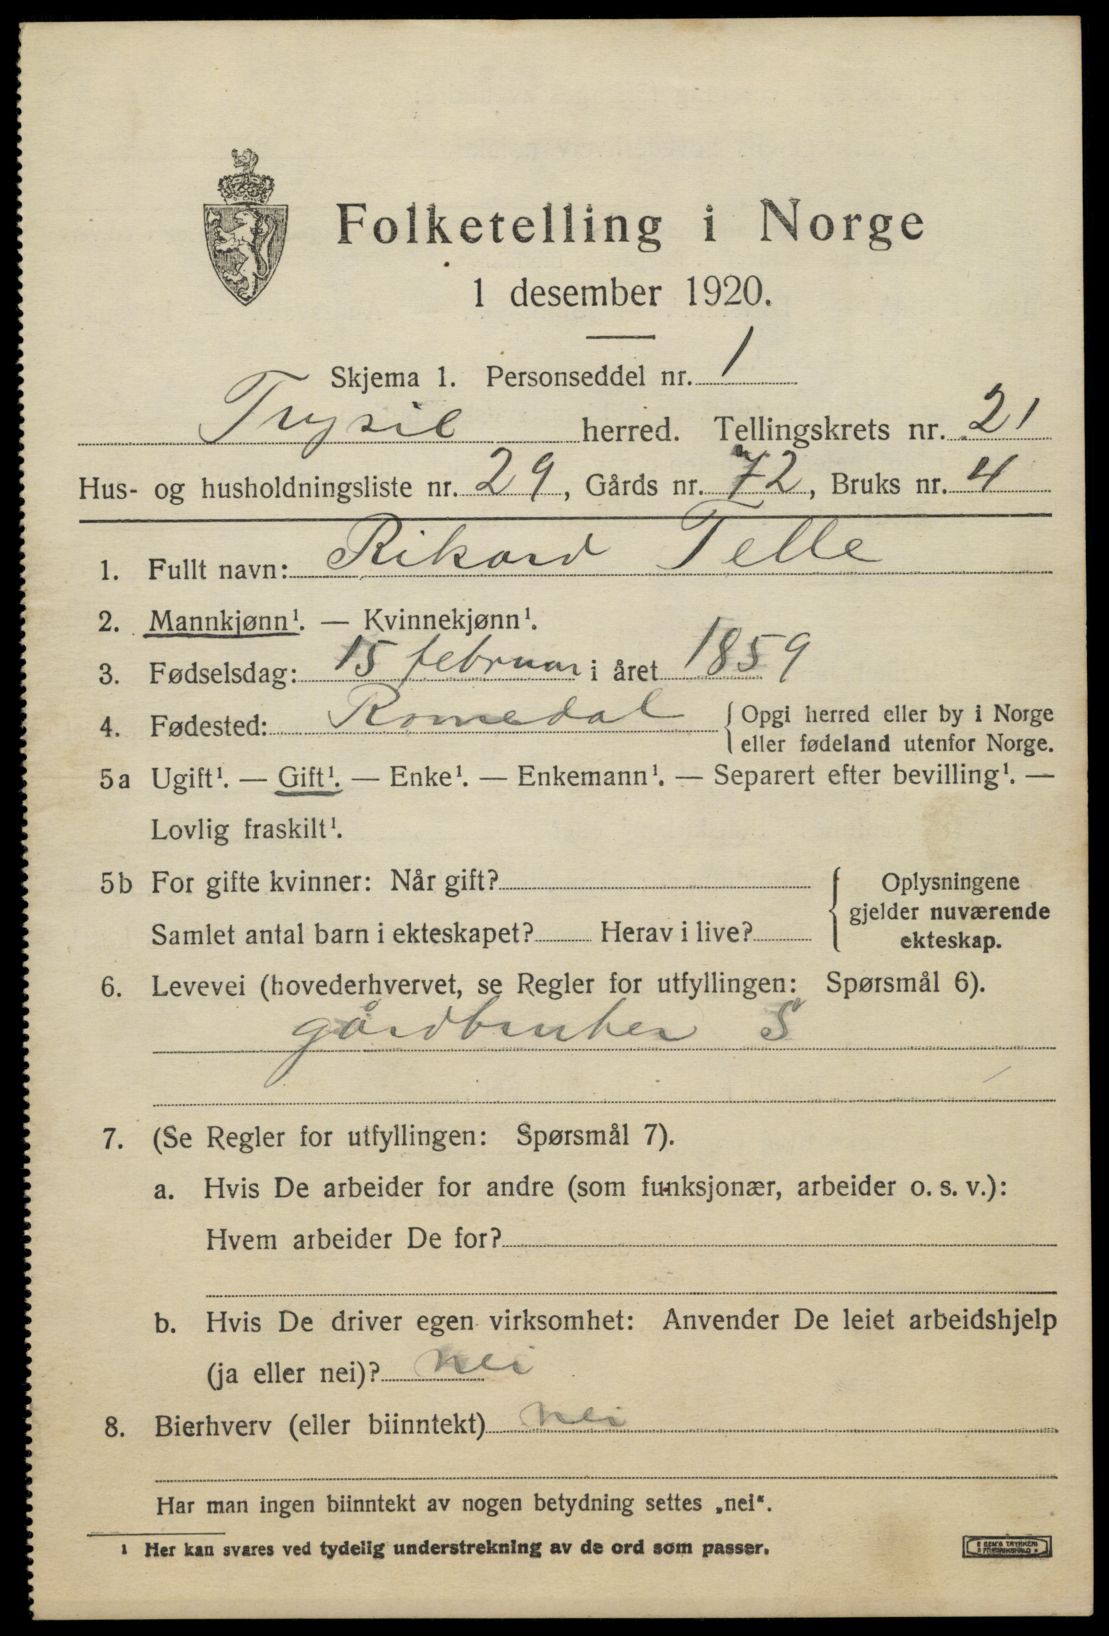 Folketelling i Norge
1 desember 1920.
Skjema 1. Personseddel nr. 1
Trysil herred. Tellingskrets nr. 21
Hus- og husholdningsliste nr. 29, Gårds nr. 72, Bruks nr. 4
1. Fullt navn: Rikard Telle
2. Mannkjønn¹. — Kvinnekjønn¹.
3. Fødselsdag: 15 februar i året 1859
4. Fødested: Romedal { Opgi herred eller by i Norge
eller fødeland utenfor Norge.
5a Ugift¹. — Gift¹. — Enke¹. — Enkemann¹. — Separert efter bevilling¹. —
Lovlig fraskilt¹.
5b For gifte kvinner: Når gift?
Samlet antal barn i ekteskapet? Herav i live?
{ Oplysningene
gjelder nuværende
ekteskap.
6. Levevei (hovederhvervet, se Regler for utfyllingen: Spørsmål 6).
gårdbruker S
7. (Se Regler for utfyllingen: Spørsmål 7).
a. Hvis De arbeider for andre (som funksjonær, arbeider o. s. v.):
Hvem arbeider De for?
b. Hvis De driver egen virksomhet: Anvender De leiet arbeidshjelp
(ja eller nei)? nei
8. Bierhverv (eller biinntekt) nei
Har man ingen biinntekt av nogen betydning settes „nei“.
¹ Her kan svares ved tydelig understrekning av de ord som passer.